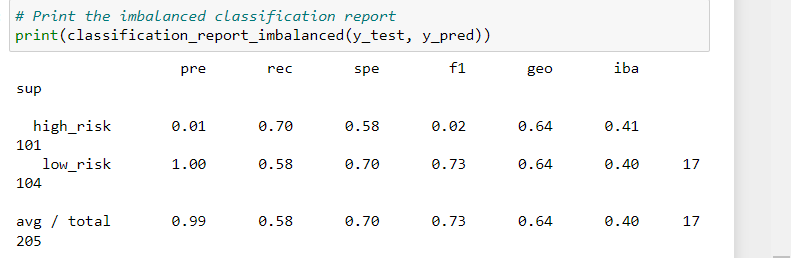 # Print the imbalanced classification report
print(classification_report_imbalanced(y_test, y_pred))
pre rec spe f1 geo iba
sup
high_risk 0.01 0.70 0.58 0.02 0.64 0.41
101
low_risk 1.00 0.58 0.70 0.73 0.64 0.40 17
104
avg / total 0.99 0.58 0.70 0.73 0.64 0.40 17
205